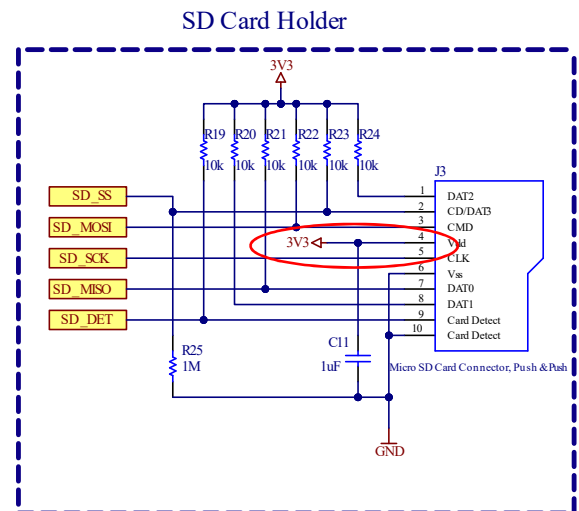 SD Card Holder
3V3
R19 R20 R21 R22 R23 R24
10k 10k 10k 10k 10k 10k
J3
SD_SS
SD_MOSI
SD_SCK
SD_MISO
SD_DET
3V3
1 DAT2
2 CD/DAT3
3 CMD
4 Vdd
5 CLK
6 Vss
7 DAT0
8 DAT1
9 Card Detect
10 Card Detect
R25
1M
C11
1uF
Micro SD Card Connector, Push & Push
GND